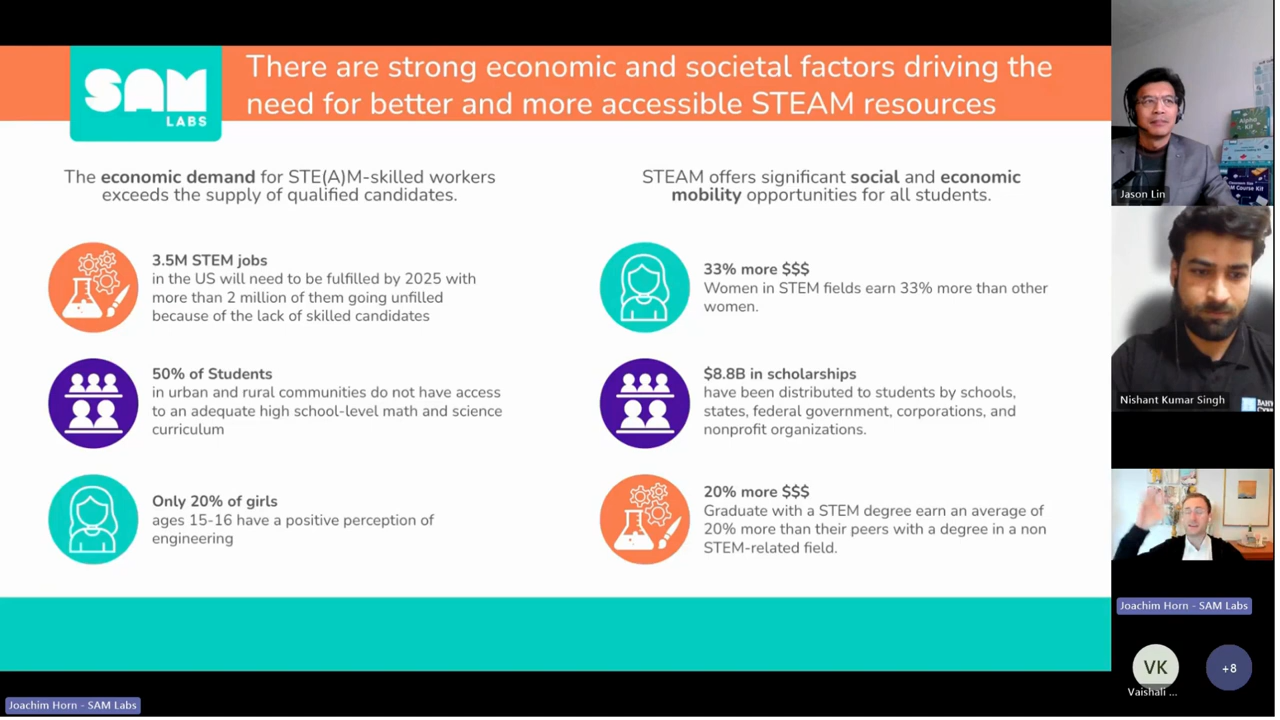 SAM
LABS
There are strong economic and societal factors driving the
need for better and more accessible STEAM resources
The economic demand for STE(A)M-skilled workers
exceeds the supply of qualified candidates.
3.5M STEM jobs
in the US will need to be fulfilled by 2025 with
more than 2 million of them going unfilled
because of the lack of skilled candidates
50% of Students
in urban and rural communities do not have access
to an adequate high school-level math and science
curriculum
Only 20% of girls
ages 15-16 have a positive perception of
engineering
STEAM offers significant social and economic
mobility opportunities for all students.
33% more $$$
Women in STEM fields earn 33% more than other
women.
$8.8B in scholarships
have been distributed to students by schools,
states, federal government, corporations, and
nonprofit organizations.
20% more $$$
Graduate with a STEM degree earn an average of
20% more than their peers with a degree in a non
STEM-related field.
Joachim Horn - SAM Labs
Alpha
Kit
Course Kit
Jason Lin
Nishant Kumar Singh
Joachim Horn - SAM Labs
VK
Vaishali ...
+8